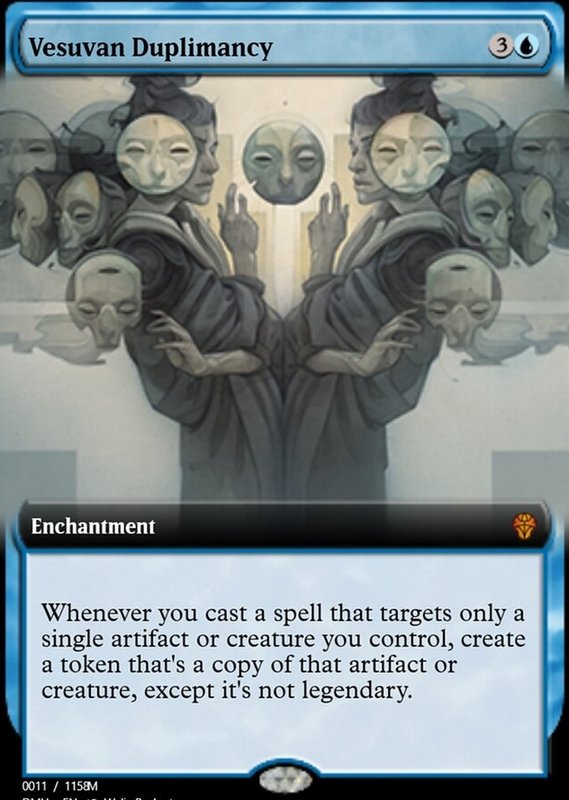 Vesuvan Duplimancy 3
Enchantment
Whenever you cast a spell that targets only a
single artifact or creature you control, create
a token that's a copy of that artifact or
creature, except it's not legendary.
0011 / 1158M